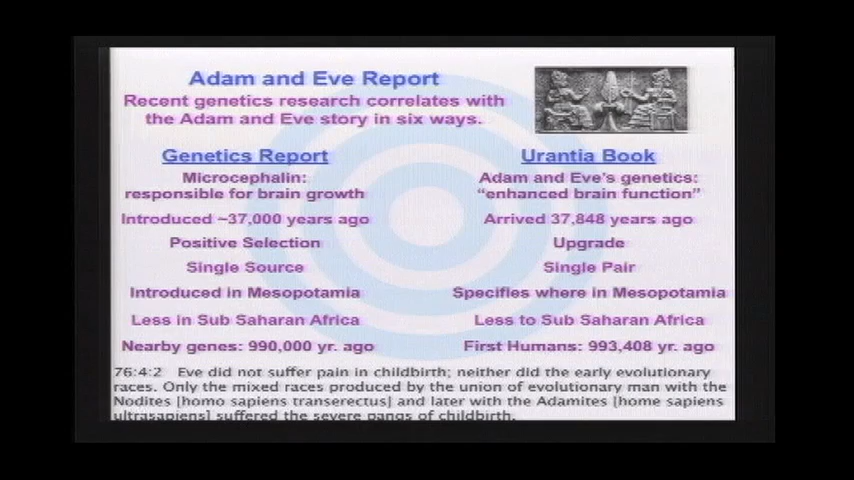 Adam and Eve Report
Recent genetics research correlates with
the Adam and Eve story in six ways.
Genetics Report
Microcephalin:
responsible for brain growth
Introduced ~37,000 years ago
Positive Selection
Single Source
Introduced in Mesopotamia
Less in Sub Saharan Africa
Nearby genes: 990,000 yr. ago
Urantia Book
Adam and Eve's genetics:
“enhanced brain function”
Arrived 37,848 years ago
Upgrade
Single Pair
Specifies where in Mesopotamia
Less to Sub Saharan Africa
First Humans: 993,408 yr. ago
76:4:2 Eve did not suffer pain in childbirth; neither did the early evolutionary
races. Only the mixed races produced by the union of evolutionary man with the
Nodites [homo sapiens transerectus] and later with the Adamites [home sapiens
ultrasapiens] suffered the severe pangs of childbirth.